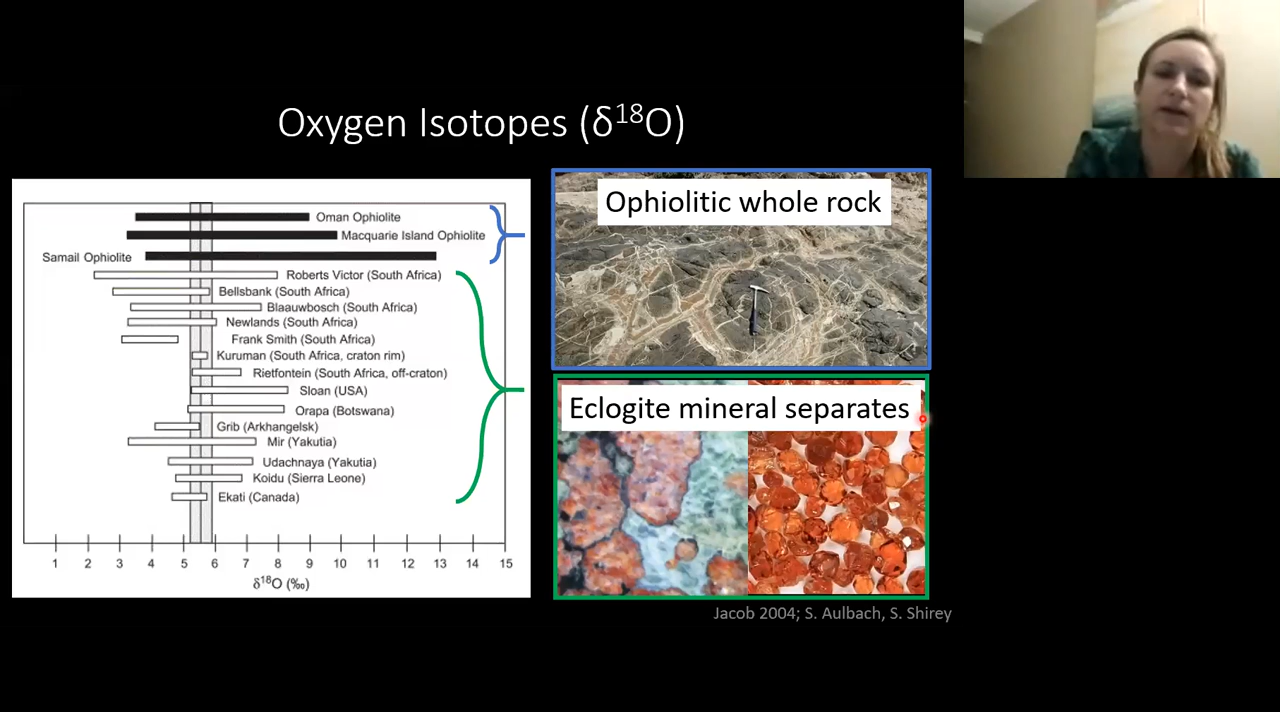 Oxygen Isotopes (δ¹⁸O)
Oman Ophiolite
Macquarie Island Ophiolite
Samail Ophiolite
Roberts Victor (South Africa)
Bellsbank (South Africa)
Blaauwbosch (South Africa)
Newlands (South Africa)
Frank Smith (South Africa)
Kuruman (South Africa, craton rim)
Rietfontein (South Africa, off-craton)
Sloan (USA)
Orapa (Botswana)
Grib (Arkhangelsk)
Mir (Yakutia)
Udachnaya (Yakutia)
Koidu (Sierra Leone)
Ekati (Canada)
1 2 3 4 5 6 7 8 9 10 11 12 13 14 15
δ¹⁸O (‰)
Ophiolitic whole rock
Eclogite mineral separates
Jacob 2004; S. Aulbach, S. Shirey